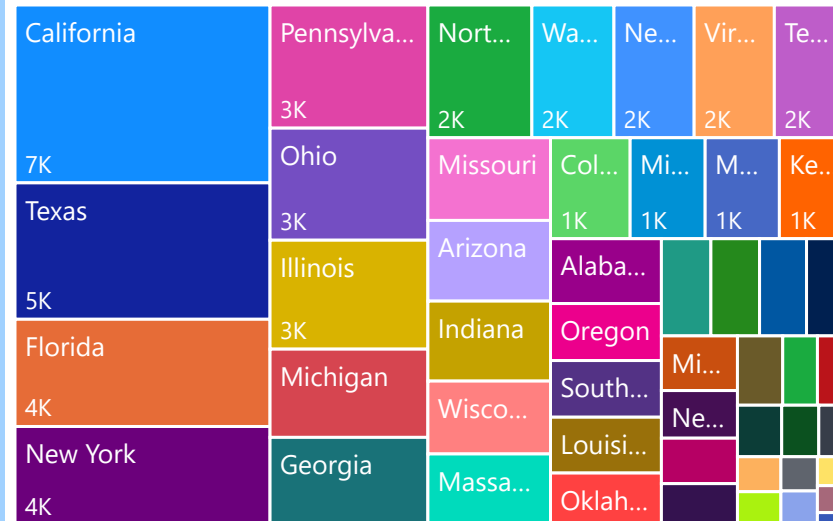 California
7K
Texas
5K
Florida
4K
New York
4K
Pennsylva...
3K
Ohio
3K
Illinois
3K
Michigan
Georgia
Nort...
2K
Wa...
2K
Ne...
2K
Vir...
2K
Te...
2K
Missouri
Arizona
Indiana
Wisco...
Massa...
Col...
1K
Mi...
1K
M...
1K
Ke...
1K
Alaba...
Oregon
South...
Louisi...
Oklah...
Mi...
Ne...